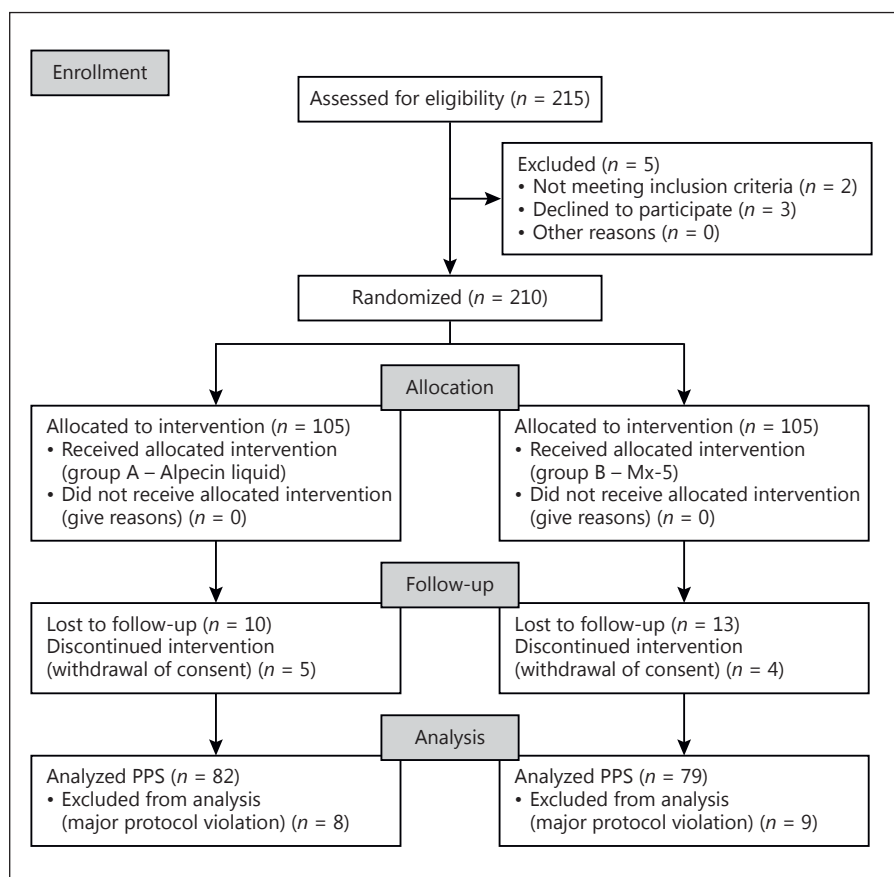 Enrollment
Assessed for eligibility (n = 215)
Excluded (n = 5)
• Not meeting inclusion criteria (n = 2)
• Declined to participate (n = 3)
• Other reasons (n = 0)
Randomized (n = 210)
Allocation
Allocated to intervention (n = 105)
• Received allocated intervention
(group A – Alpecin liquid)
• Did not receive allocated intervention
(give reasons) (n = 0)
Allocated to intervention (n = 105)
• Received allocated intervention
(group B – Mx-5)
• Did not receive allocated intervention
(give reasons) (n = 0)
Follow-up
Lost to follow-up (n = 10)
Discontinued intervention
(withdrawal of consent) (n = 5)
Lost to follow-up (n = 13)
Discontinued intervention
(withdrawal of consent) (n = 4)
Analysis
Analyzed PPS (n = 82)
• Excluded from analysis
(major protocol violation) (n = 8)
Analyzed PPS (n = 79)
• Excluded from analysis
(major protocol violation) (n = 9)